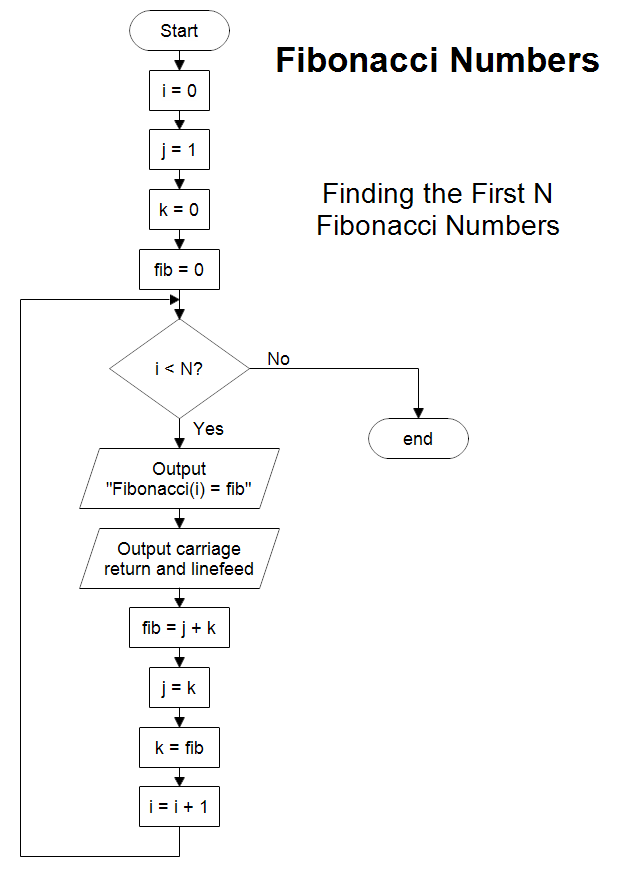 Start
Fibonacci Numbers
i = 0
j = 1
Finding the First N
Fibonacci Numbers
k = 0
fib = 0
i < N?
No
end
Yes
Output
"Fibonacci(i) = fib"
Output carriage
return and linefeed
fib = j + k
j = k
k = fib
i = i + 1